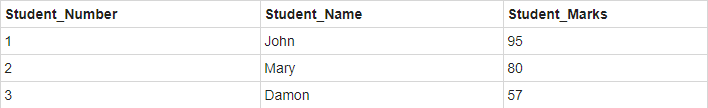 Student_Number Student_Name Student_Marks
1 John 95
2 Mary 80
3 Damon 57